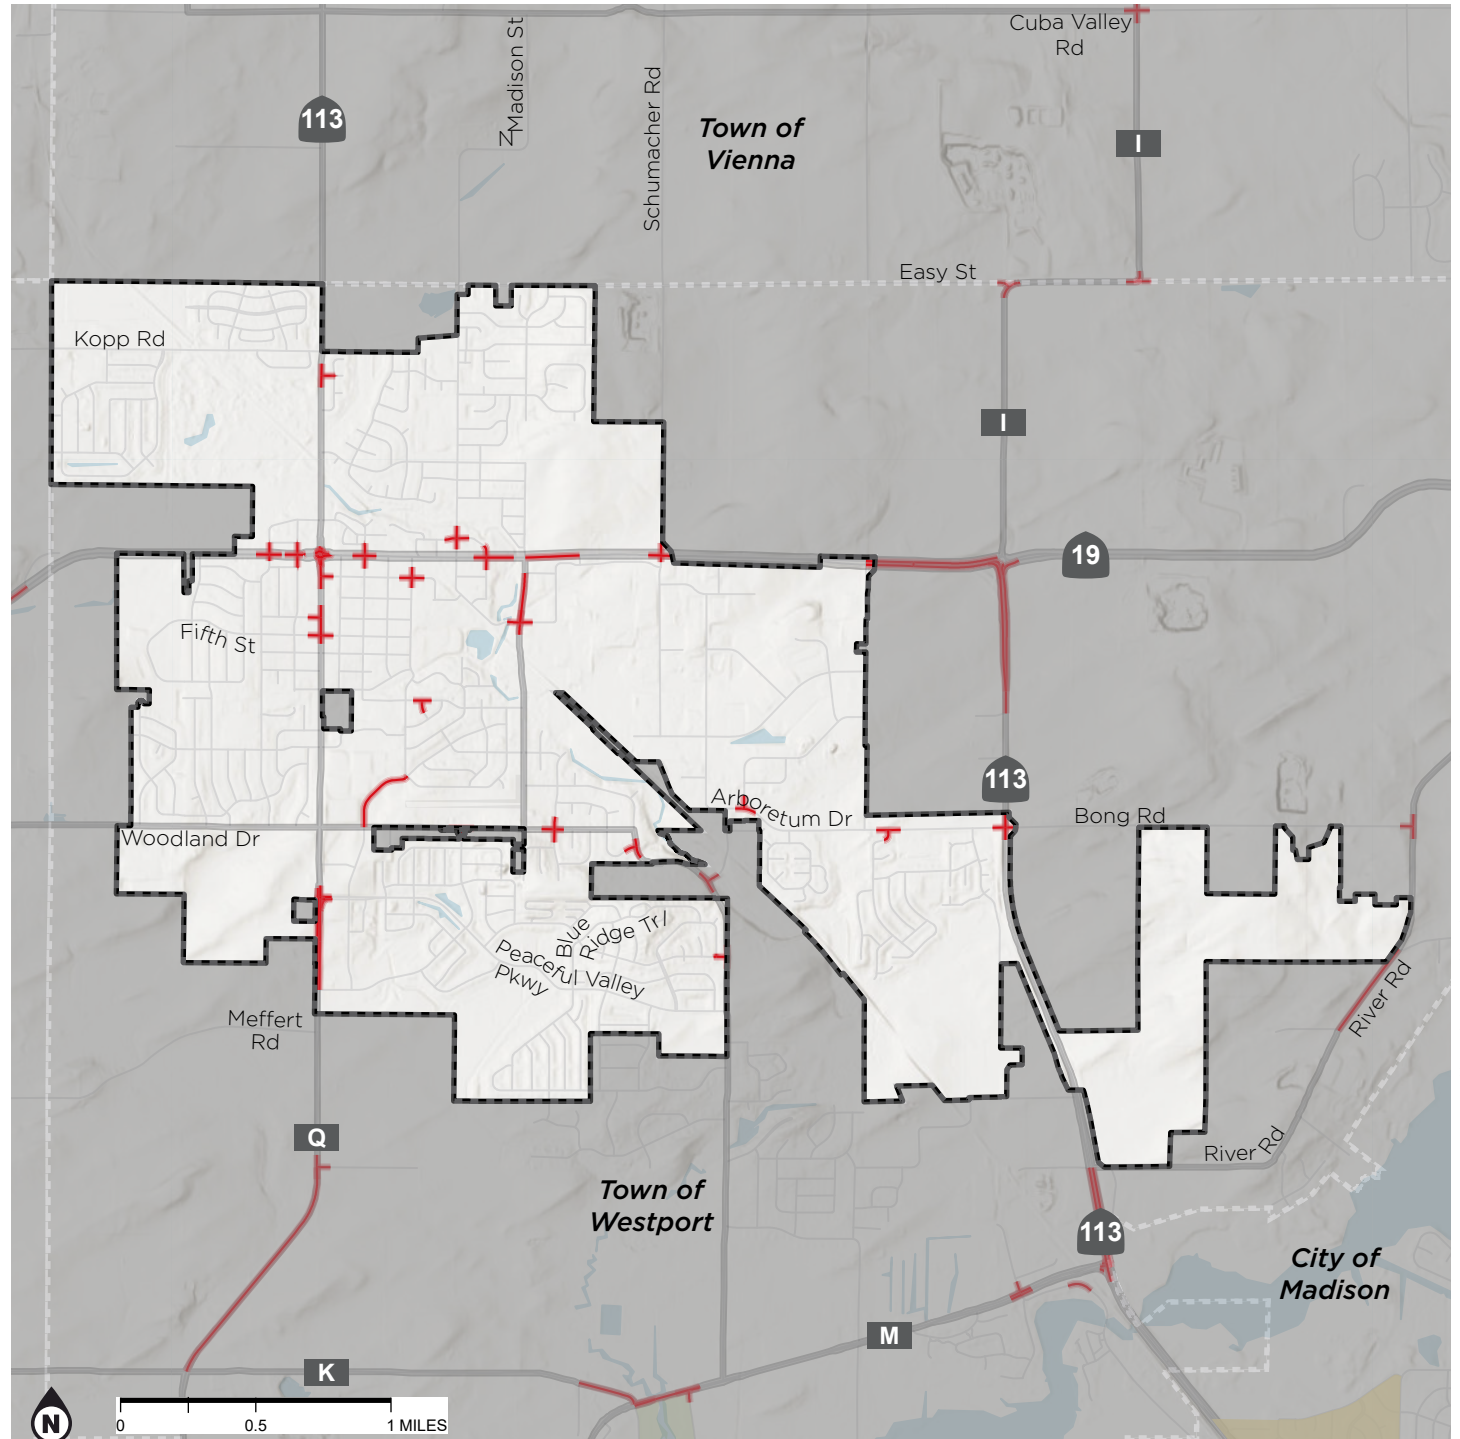 Cuba Valley
Rd
N Madison St
Schumacher Rd
113
Town of
Vienna
I
Easy St
Kopp Rd
I
19
Fifth St
113
Arboretum Dr
Bong Rd
Woodland Dr
Blue
Ridge Trl
Peaceful Valley
Pkwy
River Rd
Meffert
Rd
Q
River Rd
Town of
Westport
113
City of
Madison
M
K
N
0 0.5 1 MILES